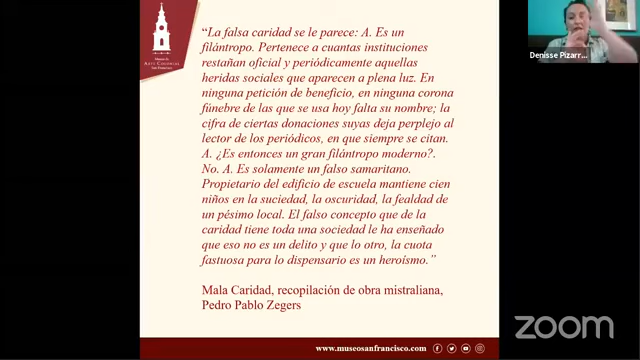 Museo de
ARTE COLONIAL
San Francisco
“La falsa caridad se le parece: A. Es un
filántropo. Pertenece a cuantas instituciones
restañan oficial y periódicamente aquellas
heridas sociales que aparecen a plena luz. En
ninguna petición de beneficio, en ninguna corona
fúnebre de las que se usa hoy falta su nombre; la
cifra de ciertas donaciones suyas deja perplejo al
lector de los periódicos, en que siempre se citan.
A. ¿Es entonces un gran filántropo moderno?.
No. A. Es solamente un falso samaritano.
Propietario del edificio de escuela mantiene cien
niños en la suciedad, la oscuridad, la fealdad de
un pésimo local. El falso concepto que de la
caridad tiene toda una sociedad le ha enseñado
que eso no es un delito y que lo otro, la cuota
fastuosa para lo dispensario es un heroísmo.”
Mala Caridad, recopilación de obra mistraliana,
Pedro Pablo Zegers
www.museosanfrancisco.com
Denisse Pizarr...
zoom